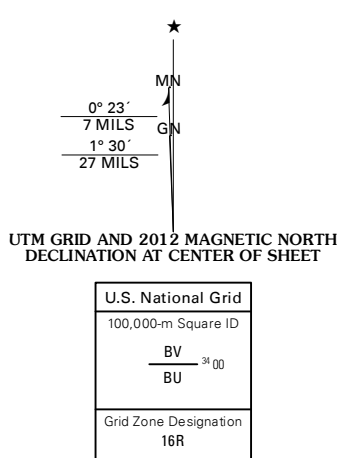 ★
MN
0° 23´
7 MILS
GN
1° 30´
27 MILS
UTM GRID AND 2012 MAGNETIC NORTH
DECLINATION AT CENTER OF SHEET
U.S. National Grid
100,000-m Square ID
BV
34 00
BU
Grid Zone Designation
16R